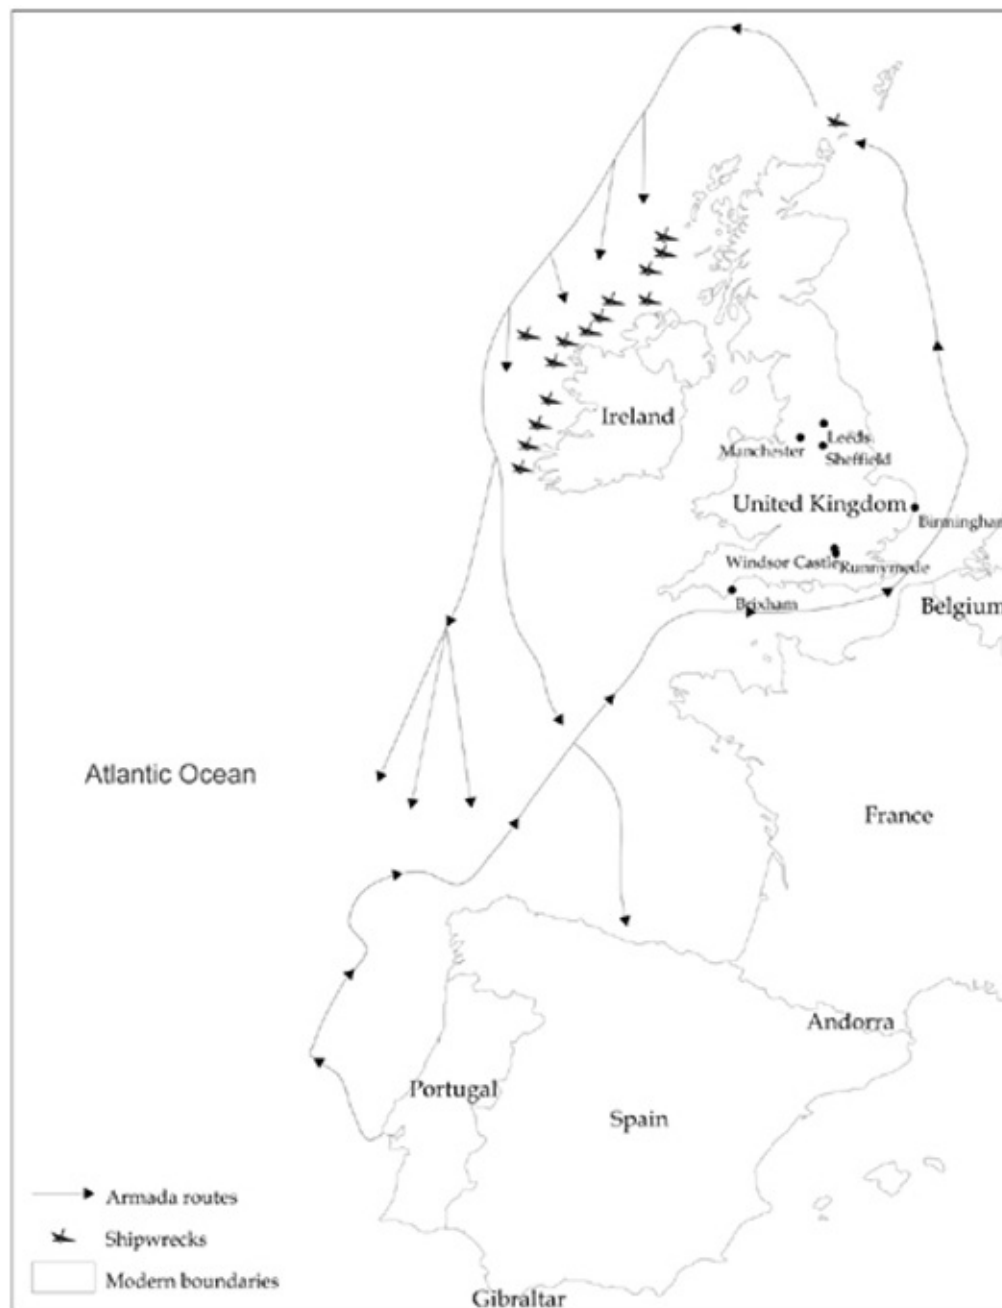 Ireland
Leeds
Manchester
Sheffield
United Kingdom
Birmingham
Windsor Castle
Runnymede
Brixham
Belgium
Atlantic Ocean
France
Andorra
Portugal
Spain
Armada routes
Shipwrecks
Modern boundaries
Gibraltar